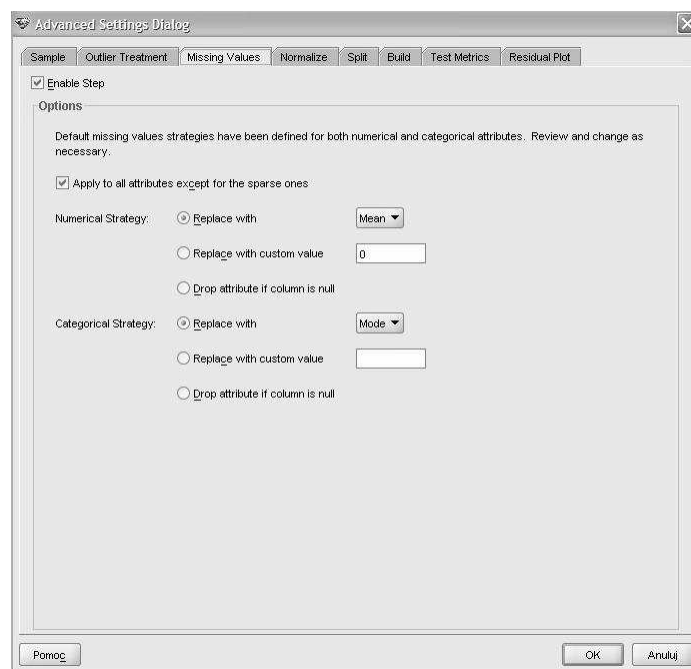 Advanced Settings Dialog
Sample Outlier Treatment Missing Values Normalize Split Build Test Metrics Residual Plot
Enable Step
Options
Default missing values strategies have been defined for both numerical and categorical attributes. Review and change as
necessary.
Apply to all attributes except for the sparse ones
Numerical Strategy: Replace with Mean
Replace with custom value 0
Drop attribute if column is null
Categorical Strategy: Replace with Mode
Replace with custom value
Drop attribute if column is null
Pomoc OK Anuluj